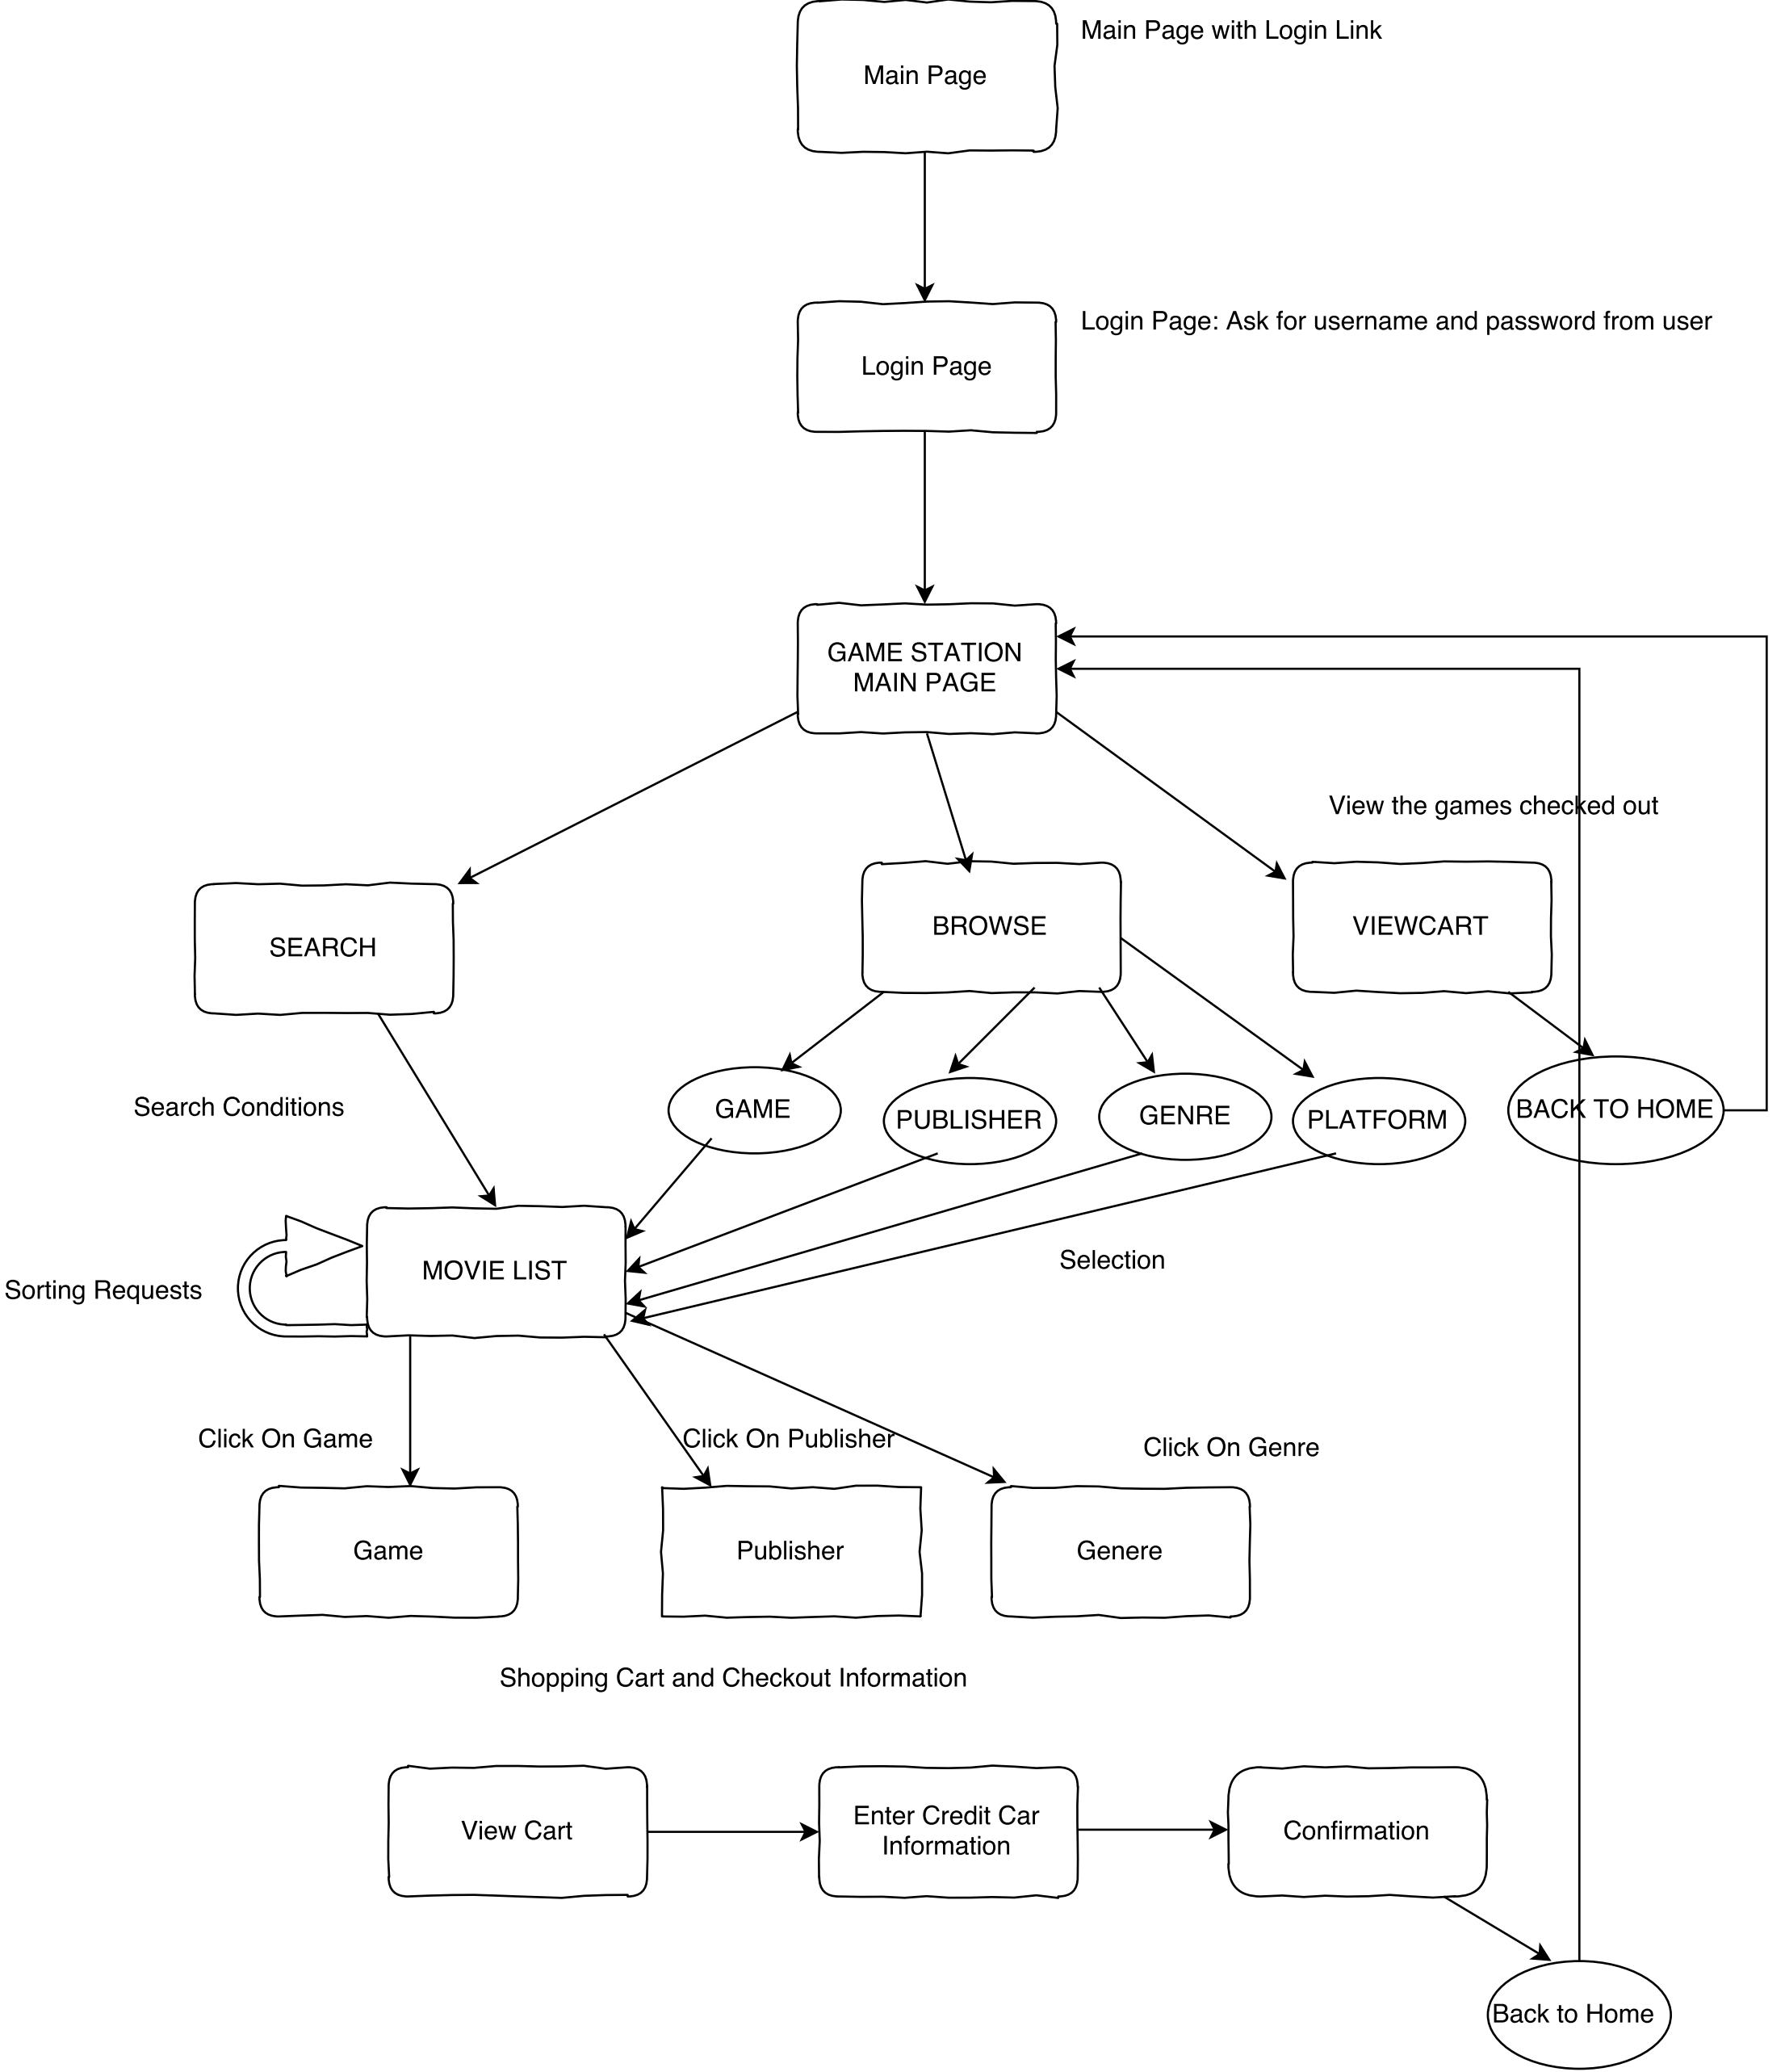 Main Page with Login Link
Main Page
Login Page: Ask for username and password from user
Login Page
GAME STATION
MAIN PAGE
View the games checked out
SEARCH
BROWSE
VIEWCART
Search Conditions
GAME
PUBLISHER
GENRE
PLATFORM
BACK TO HOME
Sorting Requests
MOVIE LIST
Selection
Click On Game
Click On Publisher
Click On Genre
Game
Publisher
Genere
Shopping Cart and Checkout Information
View Cart
Enter Credit Car
Information
Confirmation
Back to Home